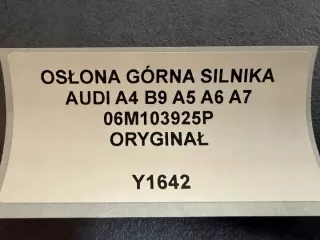 OSŁONA GÓRNA SILNIKA
AUDI A4 B9 A5 A6 A7
06M103925P
ORYGINAŁ
Y1642